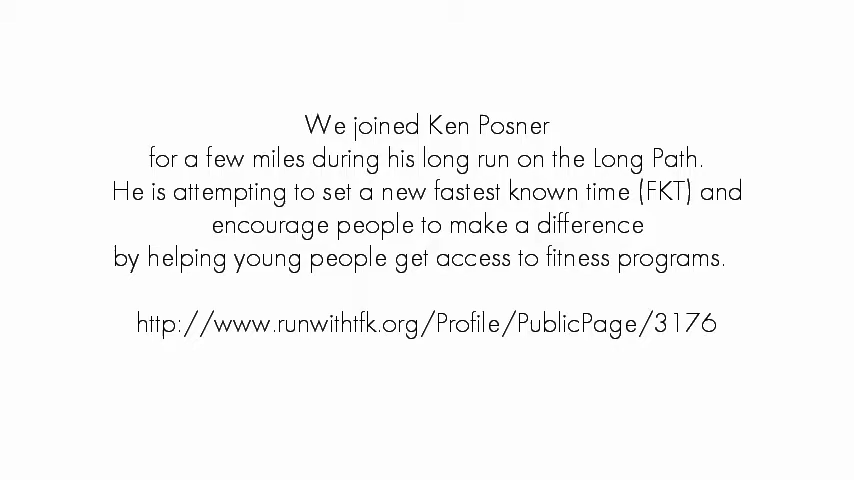 We joined Ken Posner
for a few miles during his long run on the Long Path.
He is attempting to set a new fastest known time (FKT) and
encourage people to make a difference
by helping young people get access to fitness programs.
http://www.runwithtfk.org/Profile/PublicPage/3176